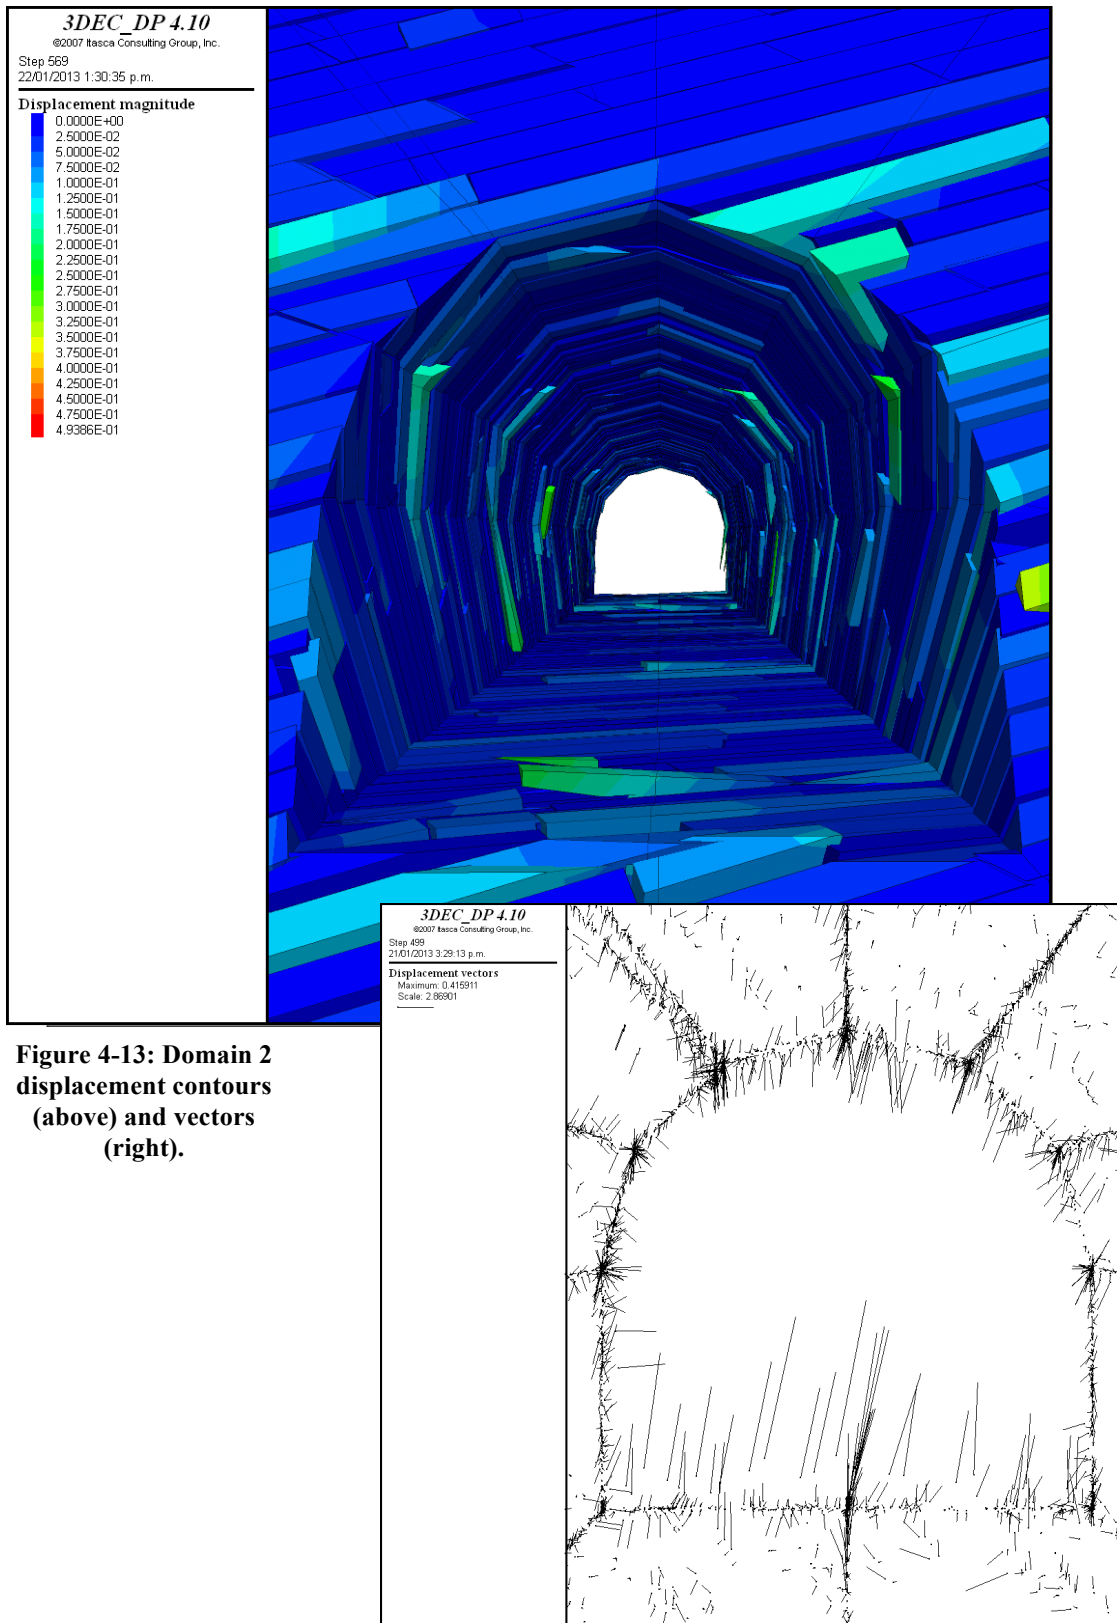 3DEC_DP 4.10
©2007 Itasca Consulting Group, Inc.
Step 569
22/01/2013 1:30:35 p.m.
Displacement magnitude
0.0000E+00
2.5000E-02
5.0000E-02
7.5000E-02
1.0000E-01
1.2500E-01
1.5000E-01
1.7500E-01
2.0000E-01
2.2500E-01
2.5000E-01
2.7500E-01
3.0000E-01
3.2500E-01
3.5000E-01
3.7500E-01
4.0000E-01
4.2500E-01
4.5000E-01
4.7500E-01
4.9386E-01
3DEC_DP 4.10
©2007 Itasca Consulting Group, Inc.
Step 499
21/01/2013 3:29:13 p.m.
Displacement vectors
Maximum: 0.415911
Scale: 2.86901
Figure 4-13: Domain 2
displacement contours
(above) and vectors
(right).